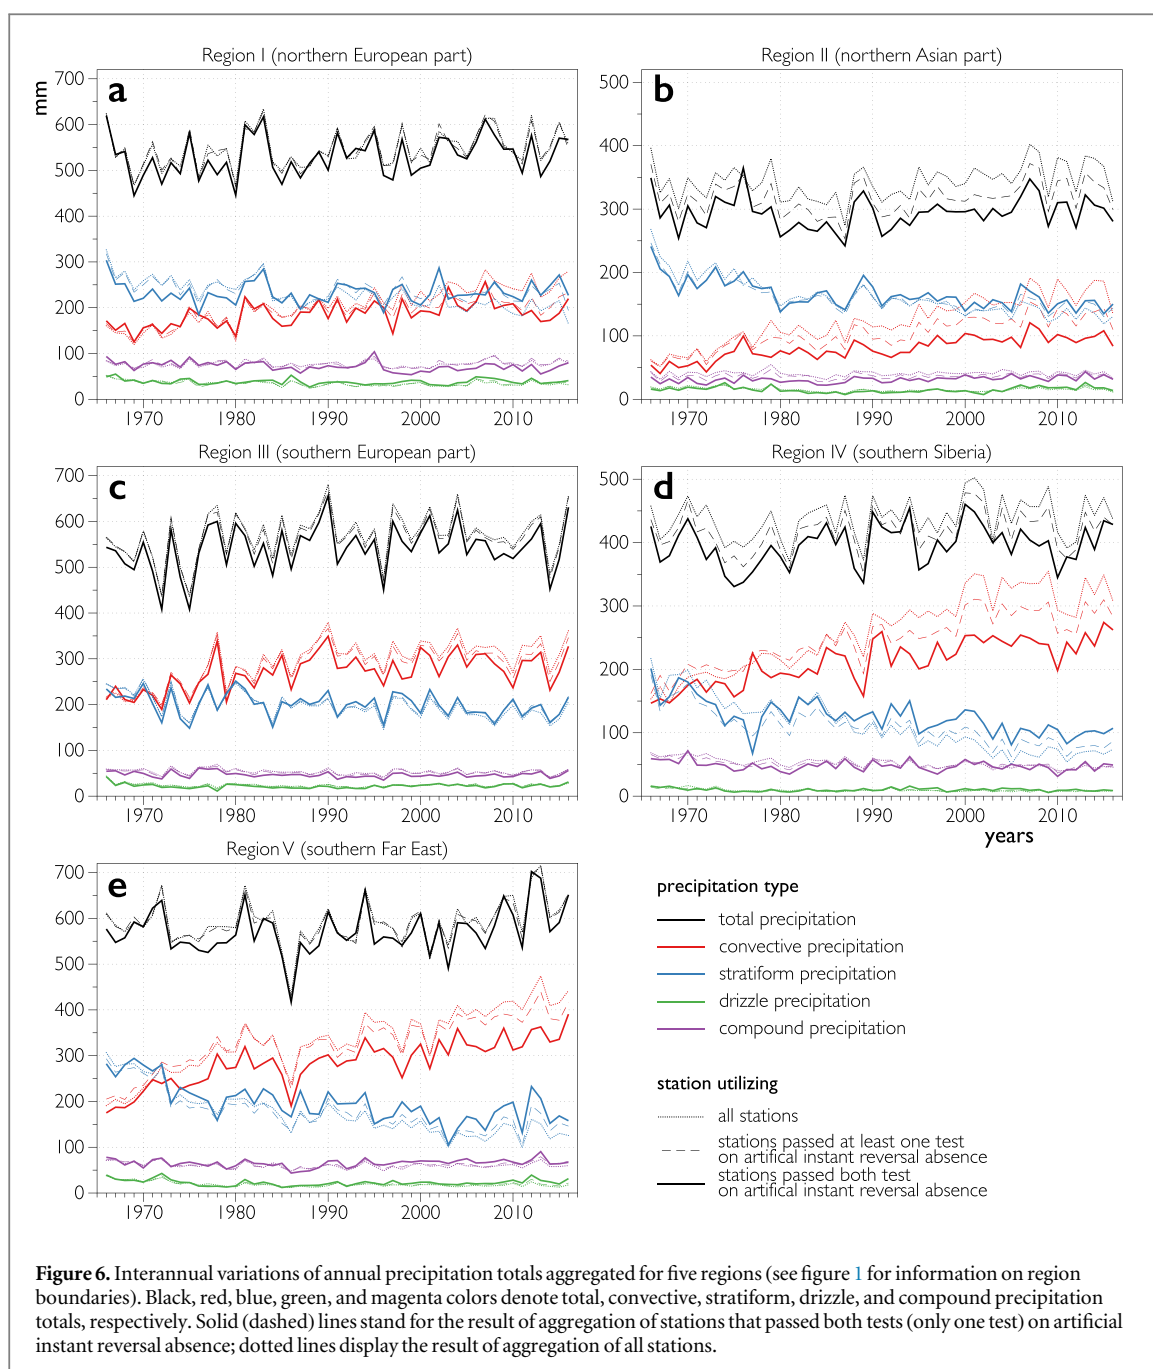 Region I (northern European part)
a
mm
700
600
500
400
300
200
100
0
1970 1980 1990 2000 2010
Region II (northern Asian part)
b
500
400
300
200
100
0
1970 1980 1990 2000 2010
Region III (southern European part)
c
700
600
500
400
300
200
100
0
1970 1980 1990 2000 2010
Region IV (southern Siberia)
d
500
400
300
200
100
0
1970 1980 1990 2000 2010
years
Region V (southern Far East)
e
700
600
500
400
300
200
100
0
1970 1980 1990 2000 2010
precipitation type
total precipitation
convective precipitation
stratiform precipitation
drizzle precipitation
compound precipitation
station utilizing
all stations
stations passed at least one test
on artifical instant reversal absence
stations passed both test
on artifical instant reversal absence
Figure 6. Interannual variations of annual precipitation totals aggregated for five regions (see figure 1 for information on region
boundaries). Black, red, blue, green, and magenta colors denote total, convective, stratiform, drizzle, and compound precipitation
totals, respectively. Solid (dashed) lines stand for the result of aggregation of stations that passed both tests (only one test) on artificial
instant reversal absence; dotted lines display the result of aggregation of all stations.